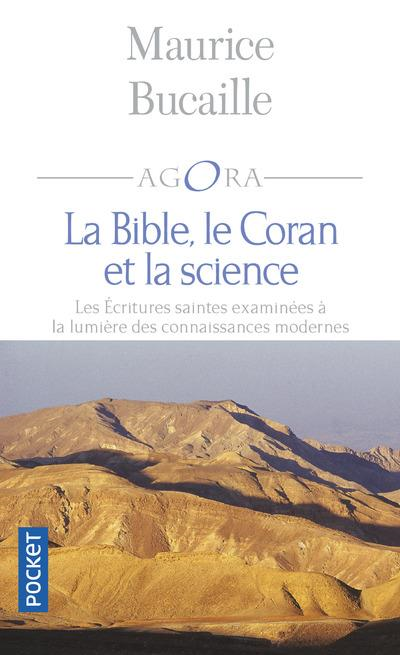 Maurice
Bucaille
AGORA
La Bible, le Coran
et la science
Les Écritures saintes examinées à
la lumière des connaissances modernes
POCKET